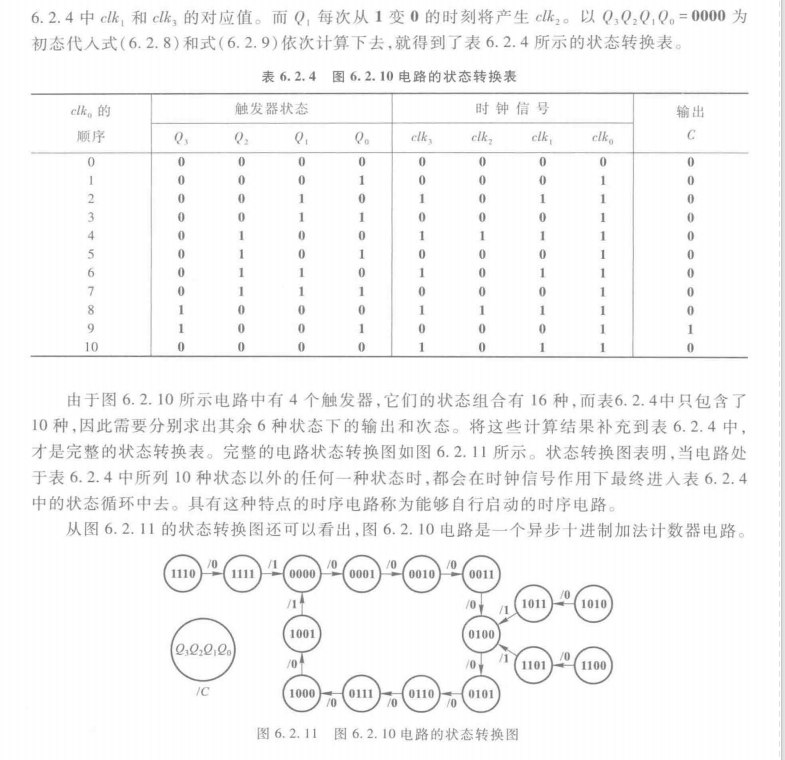 6.2.4中 clk₁ 和 clk₃ 的对应值。而 Q₁ 每次从 1 变 0 的时刻将产生 clk₂。以 Q₃Q₂Q₁Q₀=0000 为
初态代入式(6.2.8)和式(6.2.9)依次计算下去,就得到了表 6.2.4 所示的状态转换表。
表 6.2.4 图 6.2.10 电路的状态转换表
clk₀ 的 触发器状态 时钟信号 输出
顺序 Q₃ Q₂ Q₁ Q₀ clk₃ clk₂ clk₁ clk₀ C
0 0 0 0 0 0 0 0 0 0
1 0 0 0 1 0 0 0 1 0
2 0 0 1 0 1 0 1 1 0
3 0 0 1 1 0 0 0 1 0
4 0 1 0 0 1 1 1 1 0
5 0 1 0 1 0 0 0 1 0
6 0 1 1 0 1 0 1 1 0
7 0 1 1 1 0 0 0 1 0
8 1 0 0 0 1 1 1 1 0
9 1 0 0 1 0 0 0 1 1
10 0 0 0 0 1 0 1 1 0
由于图 6.2.10 所示电路中有 4 个触发器,它们的状态组合有 16 种,而表6.2.4中只包含了
10 种,因此需要分别求出其余 6 种状态下的输出和次态。将这些计算结果补充到表 6.2.4 中,
才是完整的状态转换表。完整的电路状态转换图如图 6.2.11 所示。状态转换图表明,当电路处
于表 6.2.4 中所列 10 种状态以外的任何一种状态时,都会在时钟信号作用下最终进入表 6.2.4
中的状态循环中去。具有这种特点的时序电路称为能够自行启动的时序电路。
从图 6.2.11 的状态转换图还可以看出,图 6.2.10 电路是一个异步十进制加法计数器电路。
1110 /0 1111 /1 0000 /0 0001 /0 0010 /0 0011
/1 /0 /1 1011 /0 1010
Q₃Q₂Q₁Q₀ 1001 0100
/0 /0 /1 1101 /0 1100
/C 1000 /0 0111 /0 0110 /0 0101
图 6.2.11 图 6.2.10 电路的状态转换图